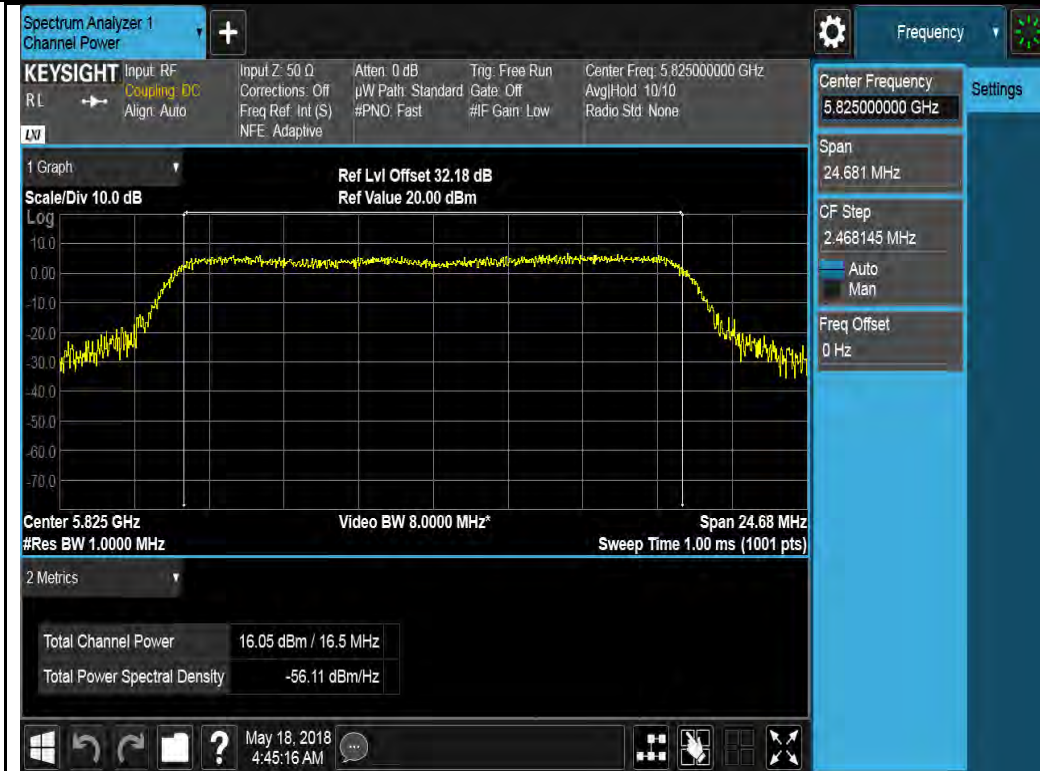 Spectrum Analyzer 1
Channel Power
+
Frequency
KEYSIGHT
RL
LXI
Input: RF
Coupling: DC
Align: Auto
Input Z: 50 Ω
Corrections: Off
Freq Ref: Int (S)
NFE: Adaptive
Atten: 0 dB
µW Path: Standard
#PNO: Fast
Trig: Free Run
Gate: Off
#IF Gain: Low
Center Freq: 5.825000000 GHz
Avg|Hold: 10/10
Radio Std: None
1 Graph
Scale/Div 10.0 dB
Ref Lvl Offset 32.18 dB
Ref Value 20.00 dBm
Log
10.0
0.00
-10.0
-20.0
-30.0
-40.0
-50.0
-60.0
-70.0
Center 5.825 GHz
#Res BW 1.0000 MHz
Video BW 8.0000 MHz*
Span 24.68 MHz
Sweep Time 1.00 ms (1001 pts)
2 Metrics
Total Channel Power 16.05 dBm / 16.5 MHz
Total Power Spectral Density -56.11 dBm/Hz
Center Frequency
5.825000000 GHz
Settings
Span
24.681 MHz
CF Step
2.468145 MHz
Auto
Man
Freq Offset
0 Hz
?
May 18, 2018
4:45:16 AM